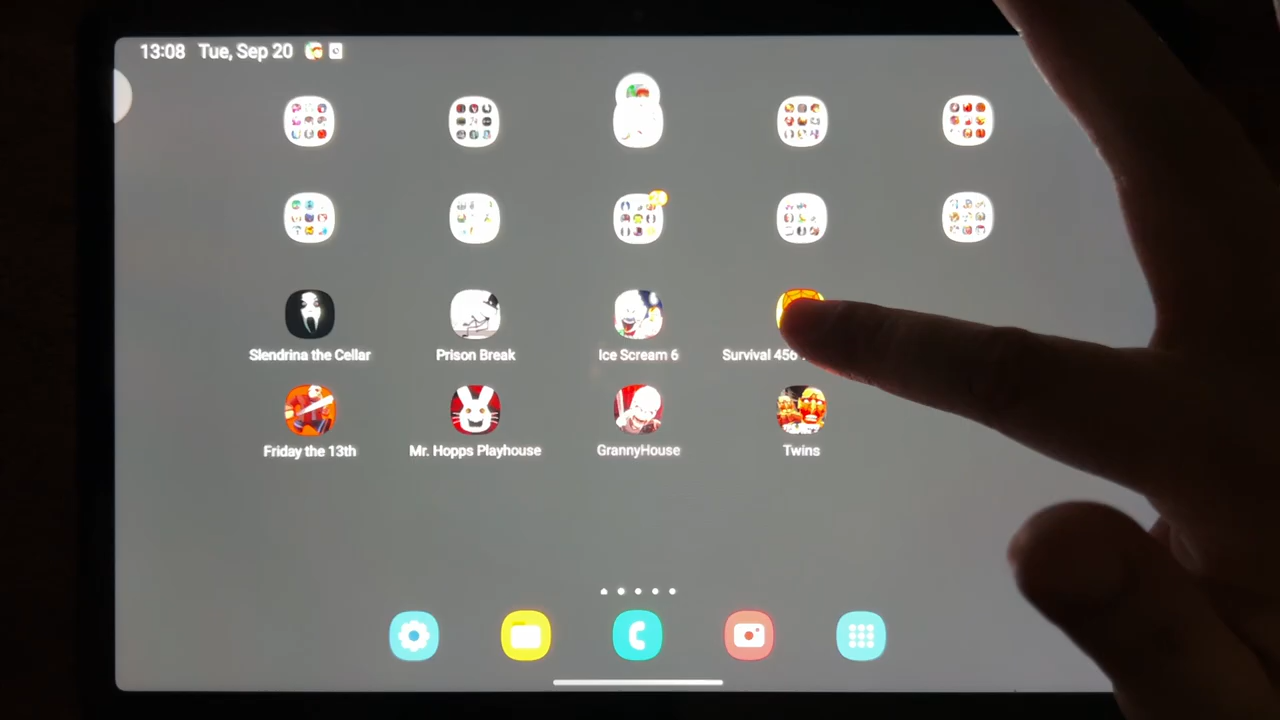 13:08 Tue, Sep 20
Slendrina the Cellar
Prison Break
Ice Scream 6
Survival 456
Friday the 13th
Mr. Hopps Playhouse
GrannyHouse
Twins